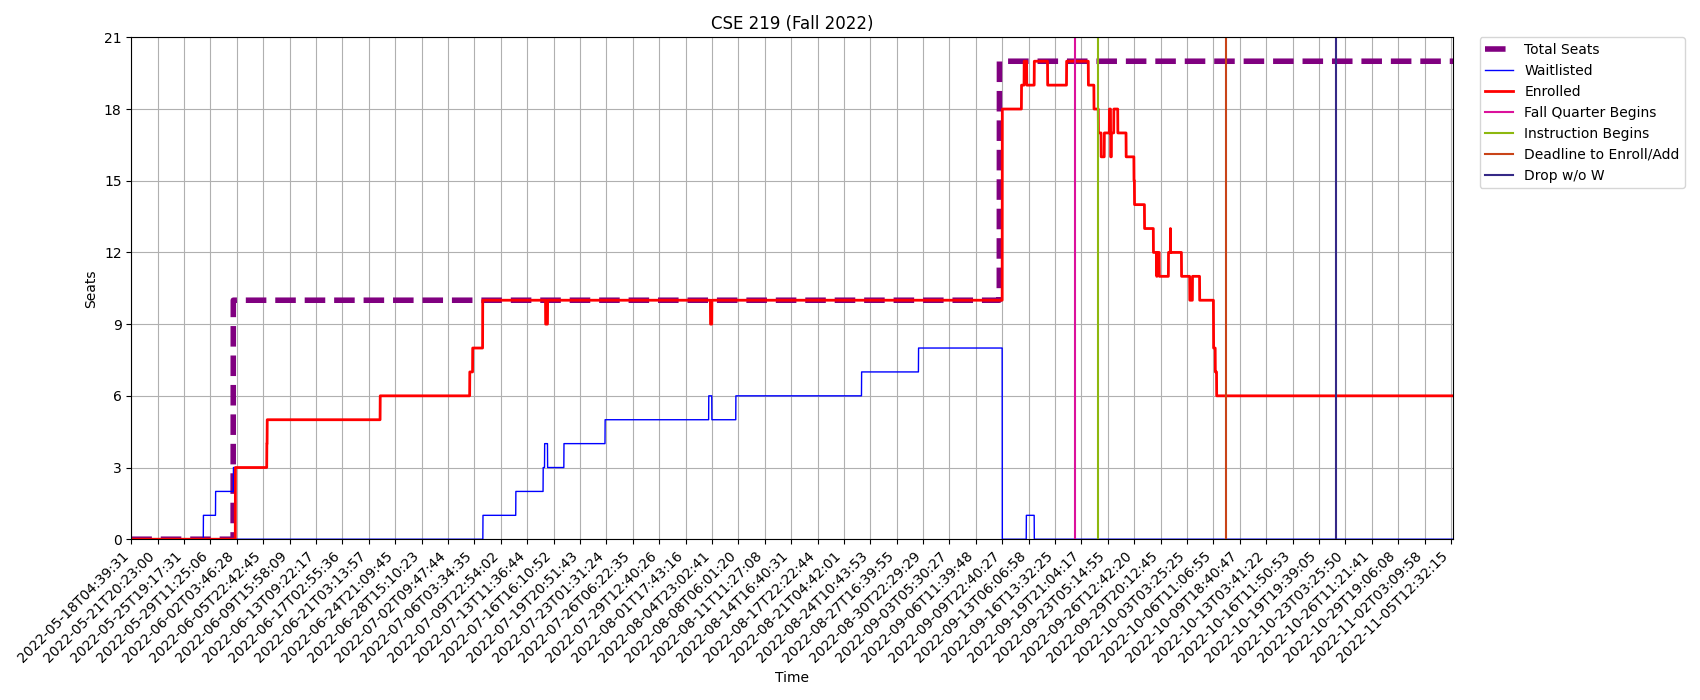 CSE 219 (Fall 2022)
21
18
15
12
9
6
3
0
Seats
Total Seats
Waitlisted
Enrolled
Fall Quarter Begins
Instruction Begins
Deadline to Enroll/Add
Drop w/o W
2022-05-18T04:39:31
2022-05-21T20:23:00
2022-05-25T19:17:31
2022-05-29T11:25:06
2022-06-02T03:46:28
2022-06-05T22:42:45
2022-06-09T15:58:09
2022-06-13T09:22:17
2022-06-17T02:55:36
2022-06-21T03:13:57
2022-06-24T21:09:45
2022-06-28T15:10:23
2022-07-02T09:47:44
2022-07-06T03:34:35
2022-07-09T22:54:02
2022-07-13T11:36:44
2022-07-16T16:10:52
2022-07-19T20:51:43
2022-07-23T01:31:24
2022-07-26T06:22:35
2022-07-29T12:40:26
2022-08-01T17:43:16
2022-08-04T23:02:41
2022-08-08T06:01:20
2022-08-11T11:27:08
2022-08-14T16:40:31
2022-08-17T22:22:44
2022-08-21T04:42:01
2022-08-24T10:43:53
2022-08-27T16:39:55
2022-08-30T22:29:29
2022-09-03T05:30:27
2022-09-06T11:39:48
2022-09-09T22:40:27
2022-09-13T06:06:58
2022-09-16T13:32:25
2022-09-19T21:04:17
2022-09-23T05:14:55
2022-09-26T12:42:20
2022-09-29T20:12:45
2022-10-03T03:25:25
2022-10-06T11:06:55
2022-10-09T18:40:47
2022-10-13T03:41:22
2022-10-16T11:50:53
2022-10-19T19:39:05
2022-10-23T03:25:50
2022-10-26T11:21:41
2022-10-29T19:06:08
2022-11-02T03:09:58
2022-11-05T12:32:15
Time